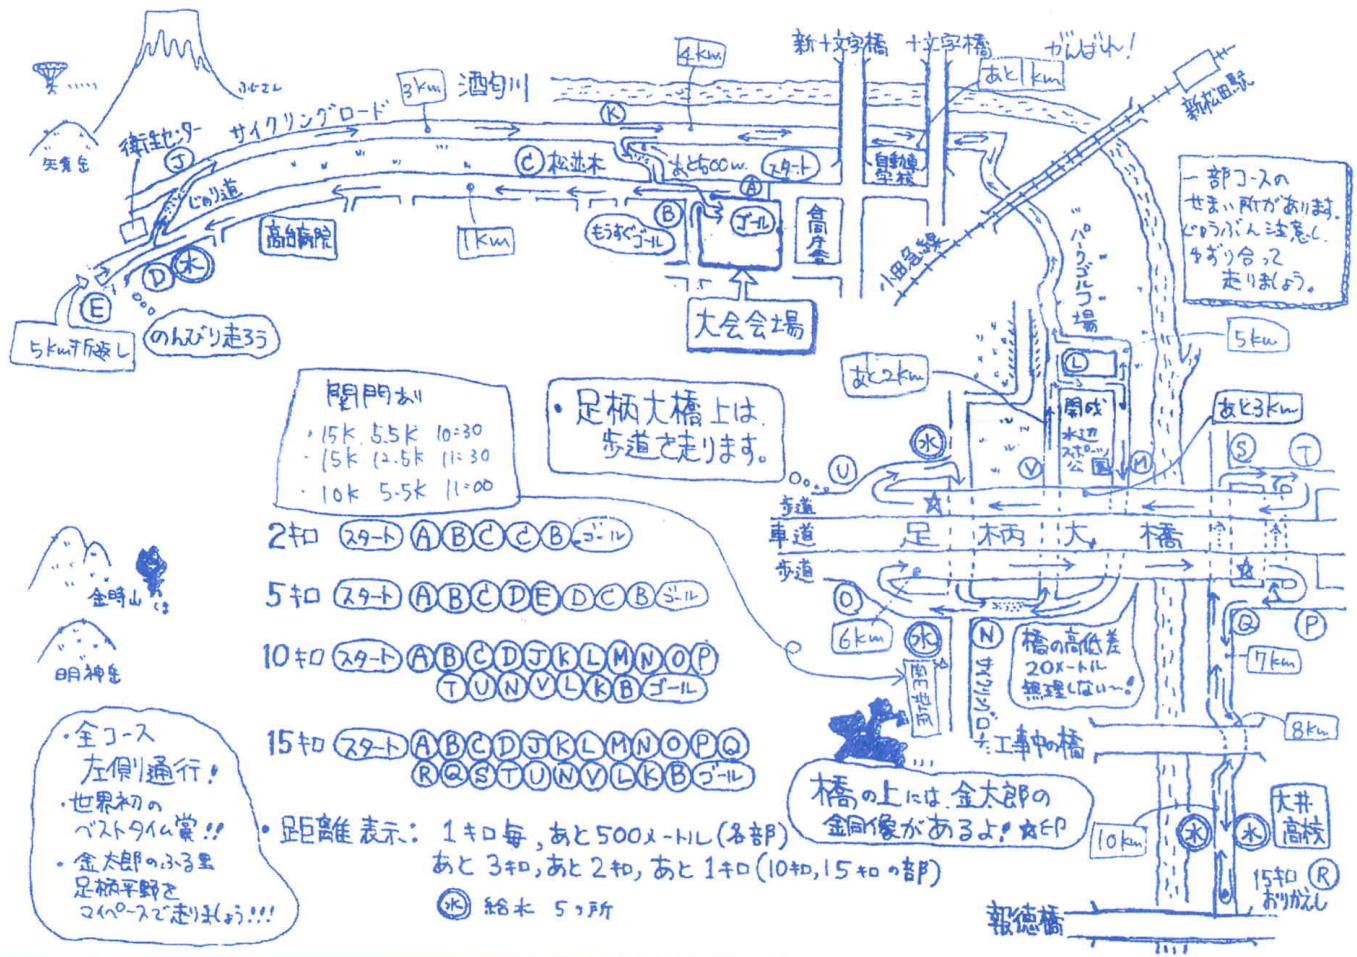 ふじさん
矢倉岳
衛生センター
J
サイクリングロード
3km
酒匂川
4km
新十文字橋
十文字橋
がんばれ!
あと1km
新松田駅
K
じゃり道
C
松並木
あと500m
スタート
A
自動車
学校
一部コースの
せまい所があります。
じゅうぶん注意し、
ゆずり合って
走りましょう。
高台病院
1km
もうすぐゴール
B
ゴール
合同庁舎
小田急線
パークゴルフ場
D
水
E
のんびり走ろう
5km折返し
大会会場
5km
L
あと2km
開成
水辺
スポーツ
公園
あと3km
関門あり
・15K 5.5K 10:30
・15K 12.5K 11:30
・10K 5.5K 11:00
・足柄大橋上は、
歩道を走ります。
U
水
V
M
S
T
歩道
車道
歩道
足柄大橋
2キロ スタート A B C C B ゴール
5キロ スタート A B C D E D C B ゴール
10キロ スタート A B C D J K L M N O P
T U N V L K B ゴール
15キロ スタート A B C D J K L M N O P Q
R Q S T U N V L K B ゴール
金時山
明神岳
O
6km
水
N
サイクリングロード
橋の高低差
20メートル
無理しない〜!
Q
P
7km
8km
工事中の橋
・全コース
左側通行!
・世界初の
ベストタイム賞!!
・金太郎のふる里
足柄平野を
マイペースで走りましょう!!!
・距離表示: 1キロ毎, あと500メートル(各部)
あと3キロ, あと2キロ, あと1キロ(10キロ, 15キロの部)
水 給水 5ヶ所
橋の上には、金太郎の
銅像があるよ! ☆印
10km
水
水
大井
高校
15キロ
おりかえし
R
報徳橋